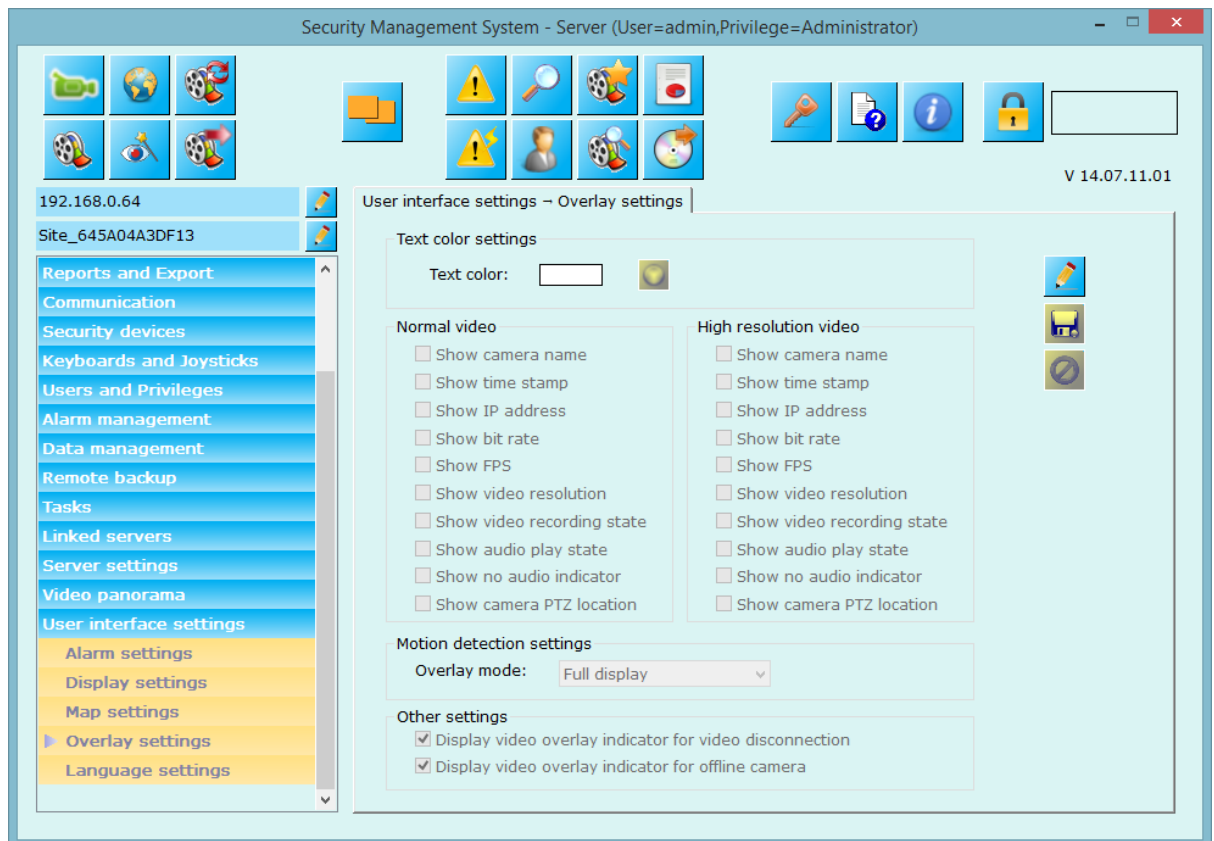 Security Management System - Server (User=admin,Privilege=Administrator)
V 14.07.11.01
192.168.0.64
Site_645A04A3DF13
Reports and Export
Communication
Security devices
Keyboards and Joysticks
Users and Privileges
Alarm management
Data management
Remote backup
Tasks
Linked servers
Server settings
Video panorama
User interface settings
Alarm settings
Display settings
Map settings
Overlay settings
Language settings
User interface settings → Overlay settings
Text color settings
Text color:
Normal video
Show camera name
Show time stamp
Show IP address
Show bit rate
Show FPS
Show video resolution
Show video recording state
Show audio play state
Show no audio indicator
Show camera PTZ location
High resolution video
Show camera name
Show time stamp
Show IP address
Show bit rate
Show FPS
Show video resolution
Show video recording state
Show audio play state
Show no audio indicator
Show camera PTZ location
Motion detection settings
Overlay mode: Full display
Other settings
Display video overlay indicator for video disconnection
Display video overlay indicator for offline camera